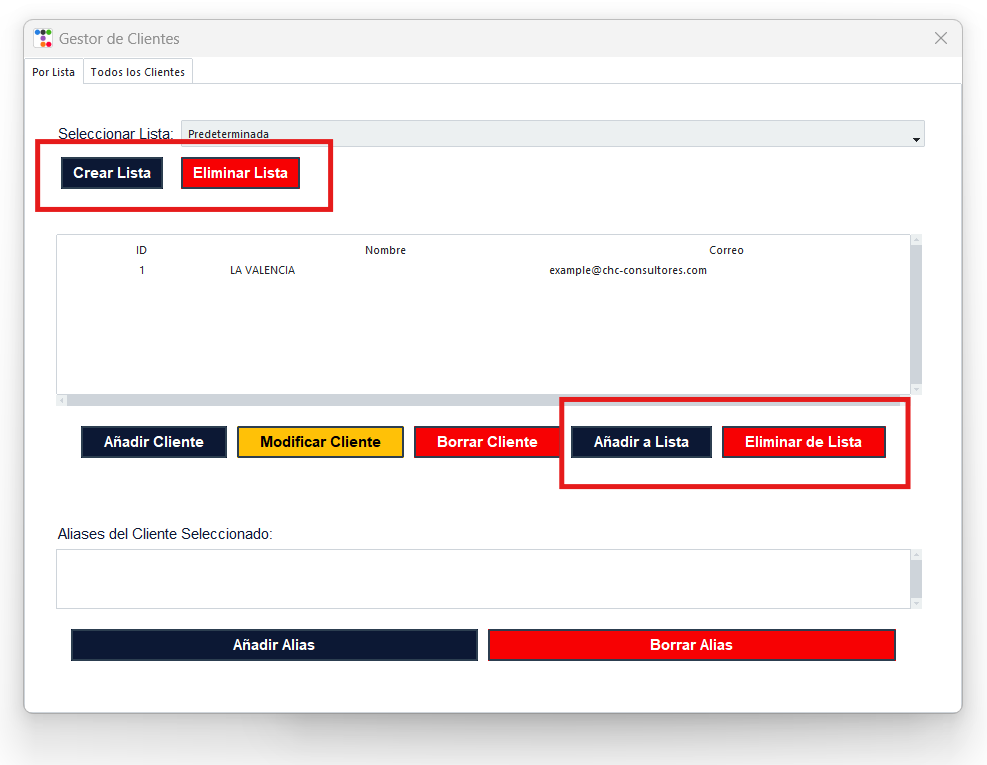 Gestor de Clientes
Por Lista Todos los Clientes
Seleccionar Lista: Predeterminada
Crear Lista Eliminar Lista
ID Nombre Correo
1 LA VALENCIA example@chc-consultores.com
Añadir Cliente Modificar Cliente Borrar Cliente Añadir a Lista Eliminar de Lista
Aliases del Cliente Seleccionado:
Añadir Alias Borrar Alias